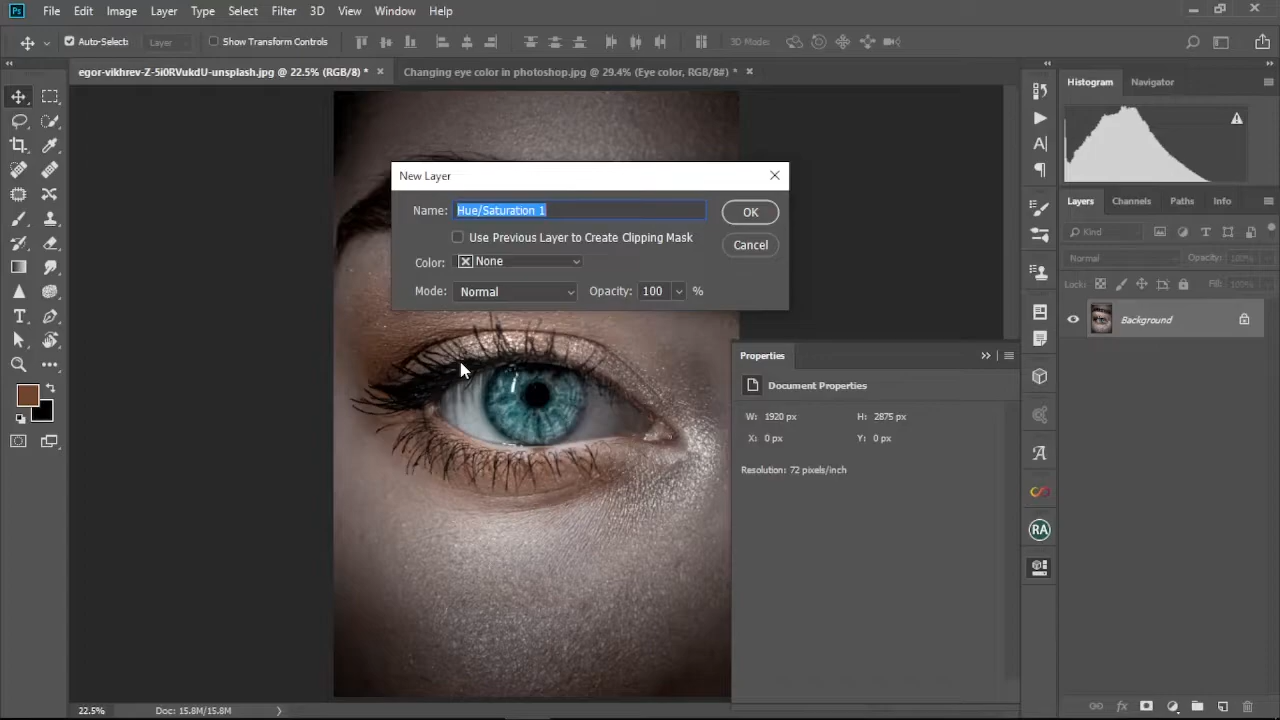 Ps File Edit Image Layer Type Select Filter 3D View Window Help
Auto-Select: Layer Show Transform Controls 3D Mode:
egor-vikhrev-Z-5i0RVukdU-unsplash.jpg @ 22.5% (RGB/8) * Changing eye color in photoshop.jpg @ 29.4% (Eye color, RGB/8#) *
Histogram Navigator
New Layer
Name: Hue/Saturation 1 OK
Use Previous Layer to Create Clipping Mask Cancel
Color: None
Mode: Normal Opacity: 100 %
Layers Channels Paths Info
Kind
Normal Opacity: 100%
Lock: Fill: 100%
Background
Properties
Document Properties
W: 1920 px H: 2875 px
X: 0 px Y: 0 px
Resolution: 72 pixels/inch
RA
22.5% Doc: 15.8M/15.8M